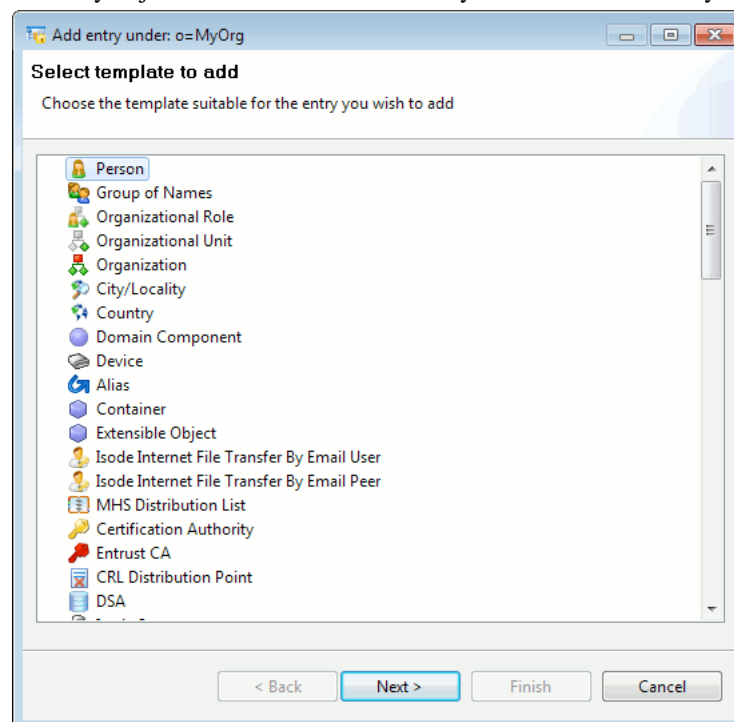 Add entry under: o=MyOrg
Select template to add
Choose the template suitable for the entry you wish to add
Person
Group of Names
Organizational Role
Organizational Unit
Organization
City/Locality
Country
Domain Component
Device
Alias
Container
Extensible Object
Isode Internet File Transfer By Email User
Isode Internet File Transfer By Email Peer
MHS Distribution List
Certification Authority
Entrust CA
CRL Distribution Point
DSA
< Back Next > Finish Cancel